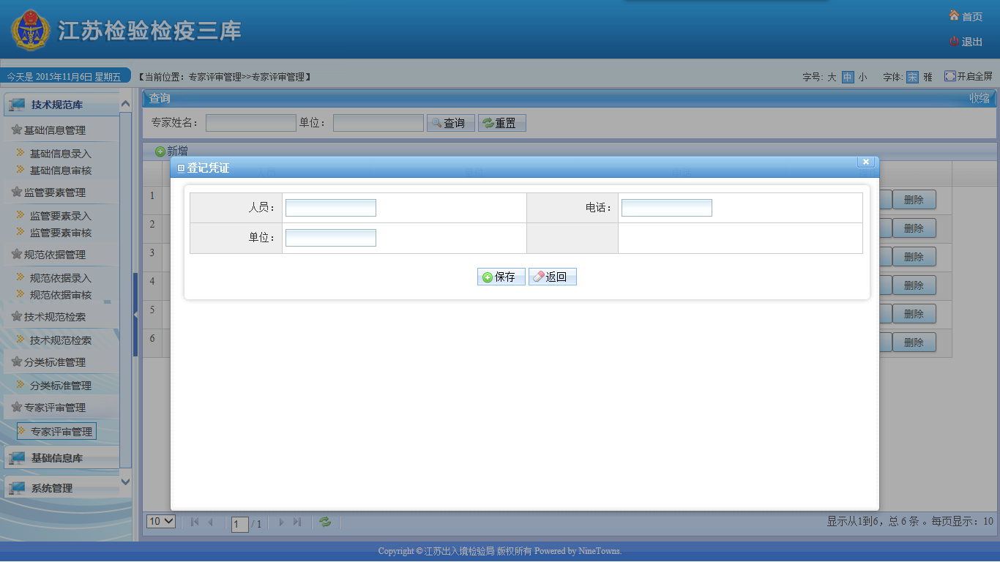 江苏检验检疫三库
首页
退出
今天是 2015年11月6日 星期五
【当前位置：专家评审管理>>专家评审管理】
字号： 大 中 小 字体： 宋 雅 开启全屏
技术规范库
基础信息管理
基础信息录入
基础信息审核
监管要素管理
监管要素录入
监管要素审核
规范依据管理
规范依据录入
规范依据审核
技术规范检索
技术规范检索
分类标准管理
分类标准管理
专家评审管理
专家评审管理
基础信息库
系统管理
查询 收缩
专家姓名： 单位： 查询 重置
新增
登记凭证
人员： 电话：
单位：
保存 返回
1 删除
2 删除
3 删除
4 删除
5 删除
6 删除
10 1 / 1 显示从1到6，总 6 条 。每页显示：10
Copyright © 江苏出入境检验局 版权所有 Powered by NineTowns.